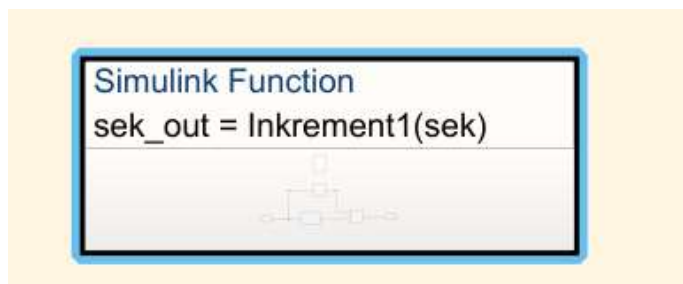 Simulink Function
sek_out = Inkrement1(sek)